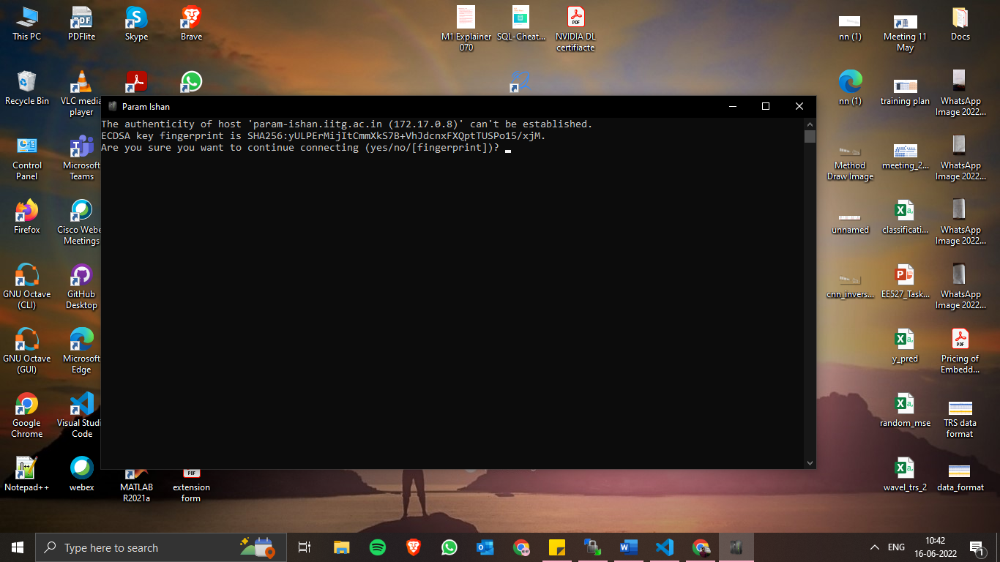 This PC
PDFlite
Skype
Brave
M1 Explainer
070
SQL-Cheat...
NVIDIA DL
certifiacte
nn (1)
Meeting 11
May
Docs
Recycle Bin
VLC media
player
nn (1)
training plan
WhatsApp
Image 2022...
Param Ishan
The authenticity of host 'param-ishan.iitg.ac.in (172.17.0.8)' can't be established.
ECDSA key fingerprint is SHA256:yULPErMijItCmmXkS7B+VhJdcnxFXQptTUSPo15/xjM.
Are you sure you want to continue connecting (yes/no/[fingerprint])?
Control
Panel
Microsoft
Teams
Method
Draw Image
meeting_2...
WhatsApp
Image 2022...
Firefox
Cisco Webe
Meetings
unnamed
classificati...
WhatsApp
Image 2022...
GNU Octave
(CLI)
GitHub
Desktop
cnn_invers...
EE527_Task...
WhatsApp
Image 2022...
GNU Octave
(GUI)
Microsoft
Edge
y_pred
Pricing of
Embedd...
Google
Chrome
Visual Studi
Code
random_mse
TRS data
format
Notepad++
webex
MATLAB
R2021a
extension
form
wavel_trs_2
data_format
Type here to search
ENG
10:42
16-06-2022
1